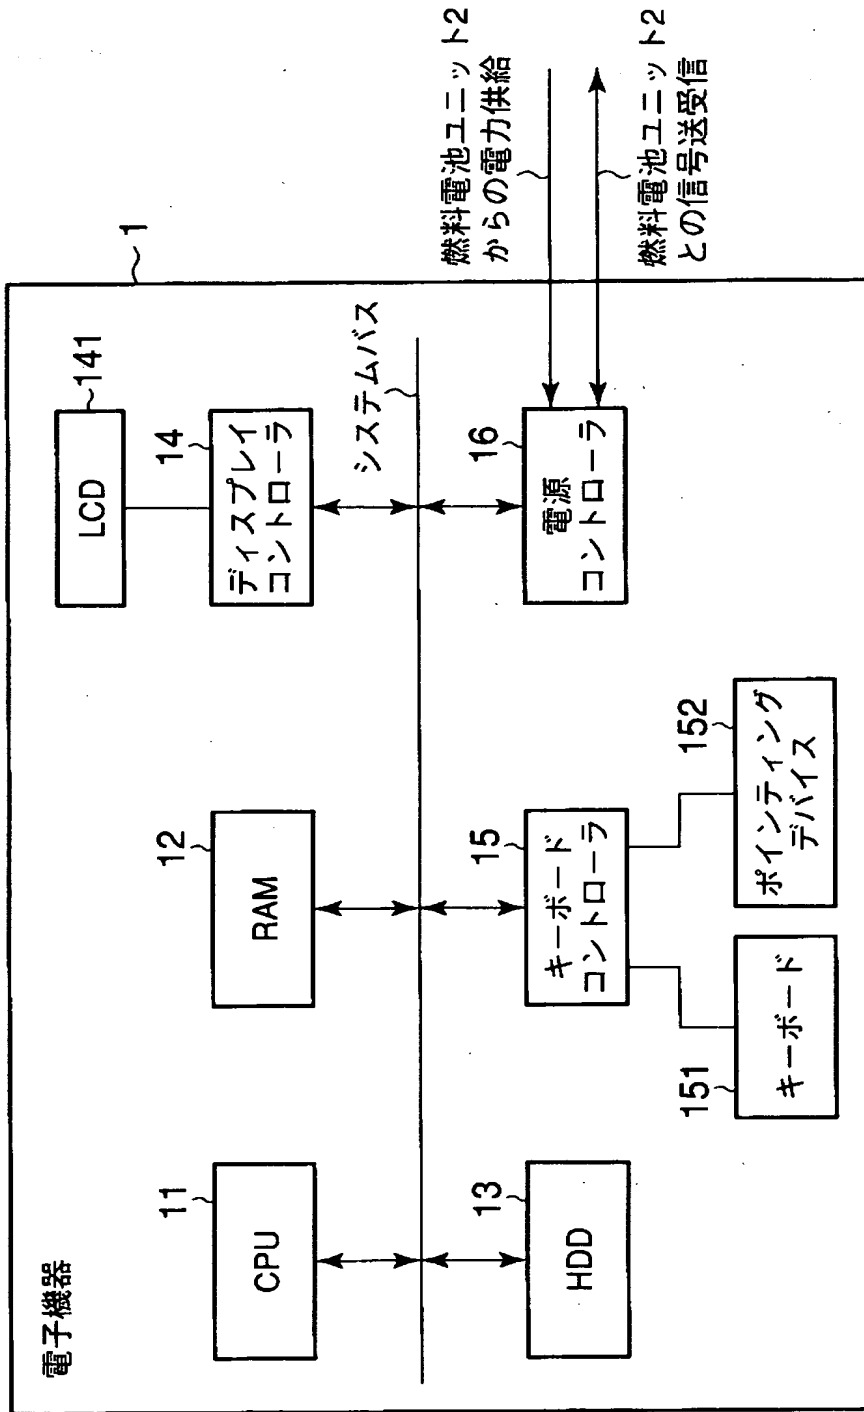 電子機器
1
LCD
141
CPU
11
RAM
12
ディスプレイ
コントローラ
14
システムバス
HDD
13
キーボード
コントローラ
15
電源
コントローラ
16
燃料電池ユニット2
からの電力供給
燃料電池ユニット2
との信号送受信
キーボード
151
ポインティング
デバイス
152